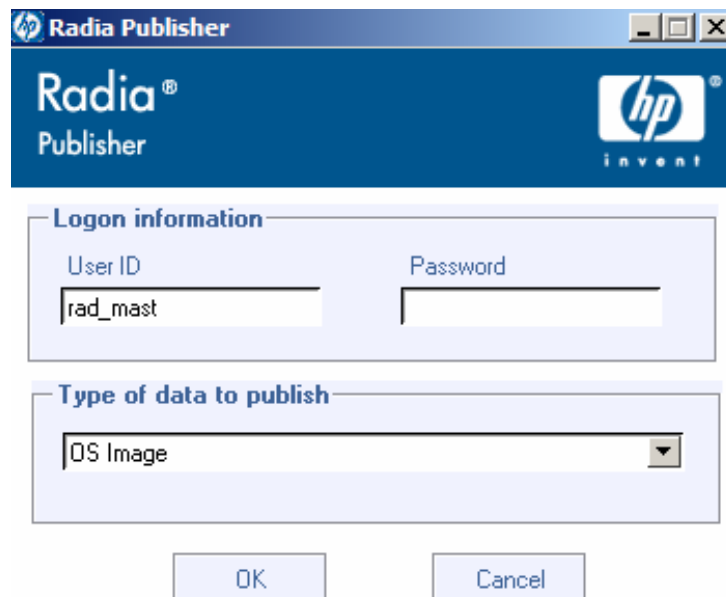 Radia Publisher
Radia ®
Publisher
hp ®
invent
Logon information
User ID Password
rad_mast
Type of data to publish
OS Image
OK Cancel